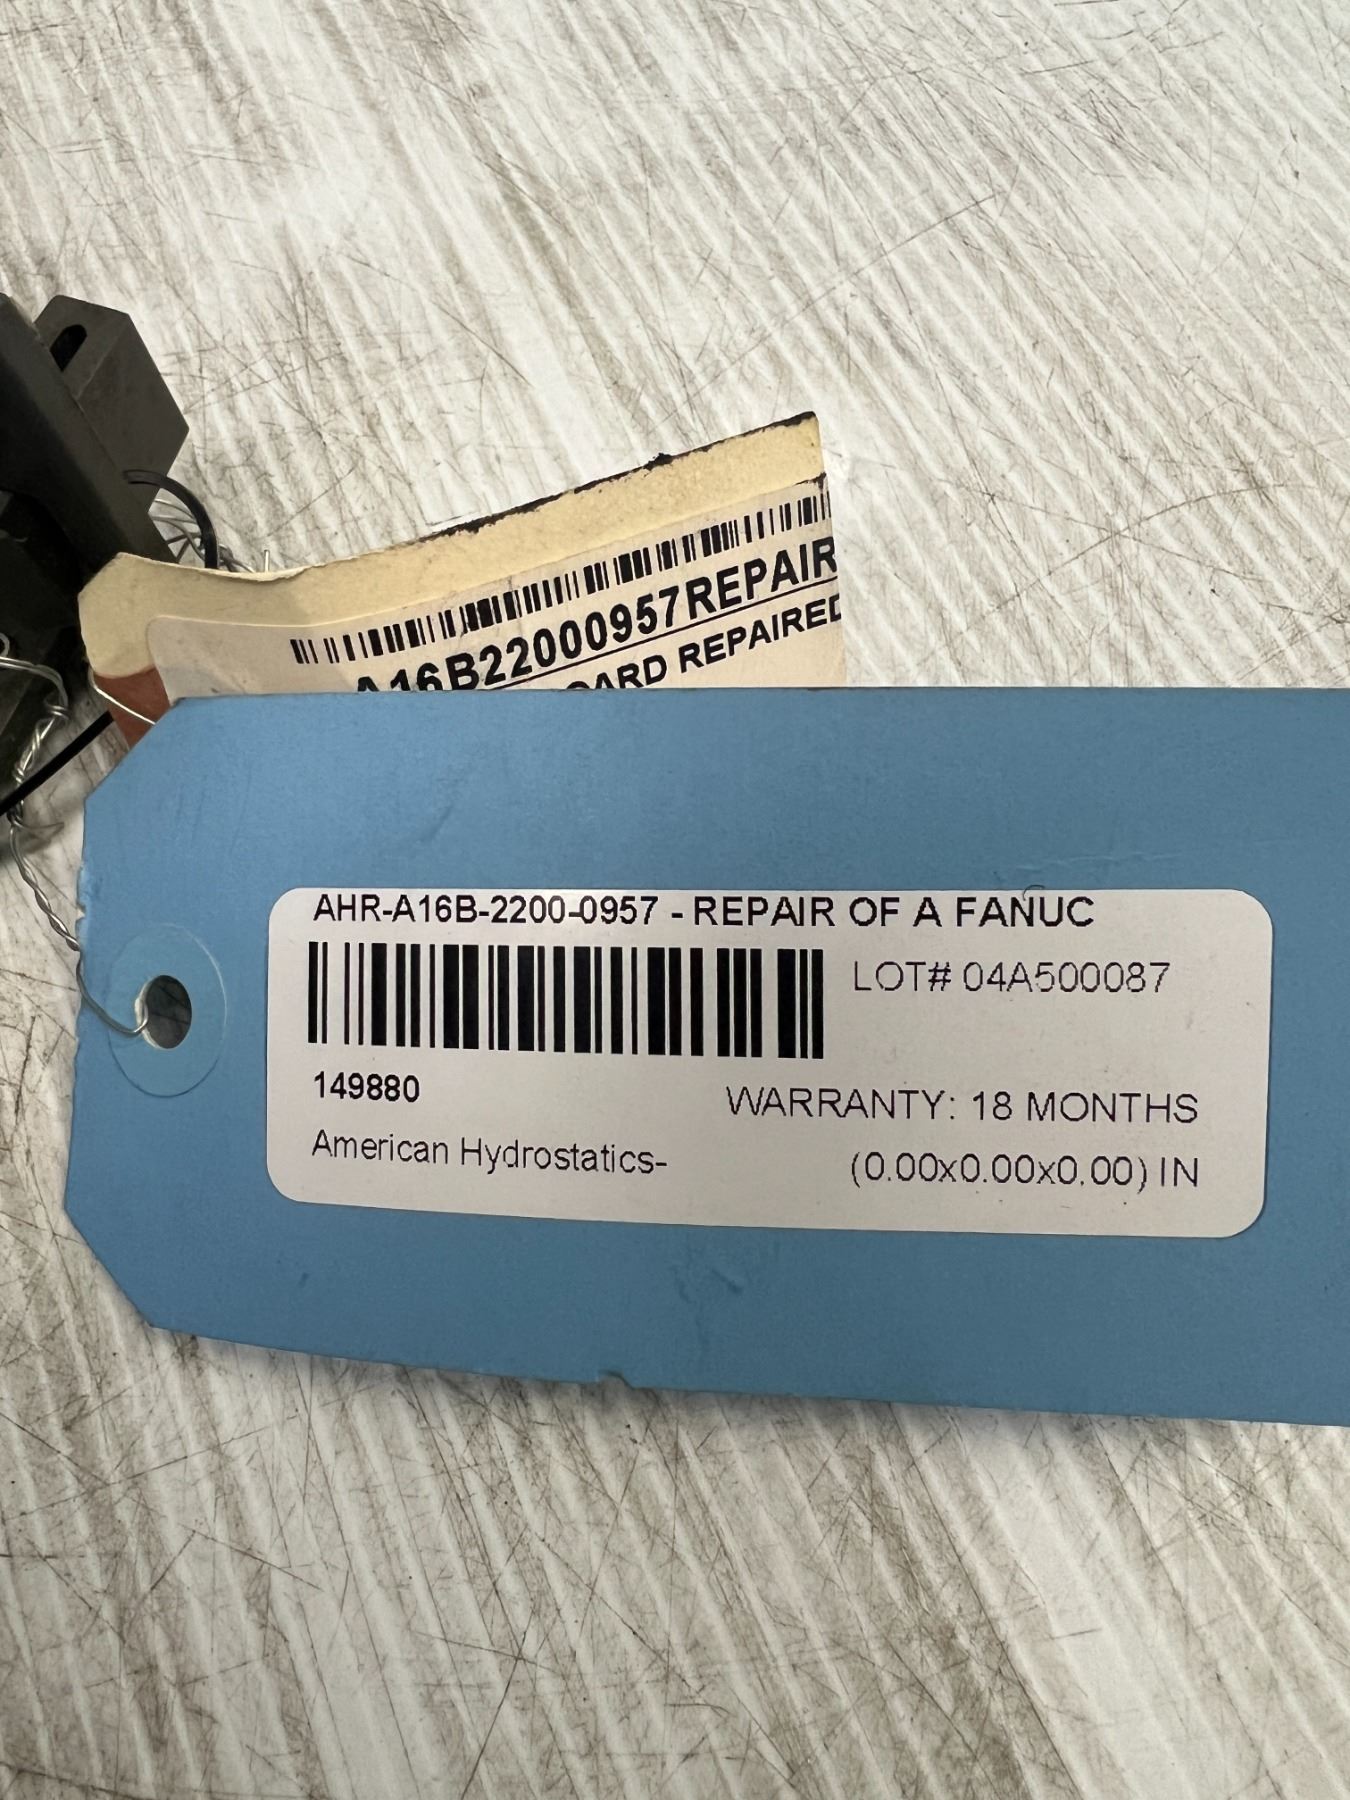 A16B22000957REPAIR
REPAIRED
AHR-A16B-2200-0957 - REPAIR OF A FANUC
LOT# 04A500087
149880
WARRANTY: 18 MONTHS
American Hydrostatics-
(0.00x0.00x0.00) IN